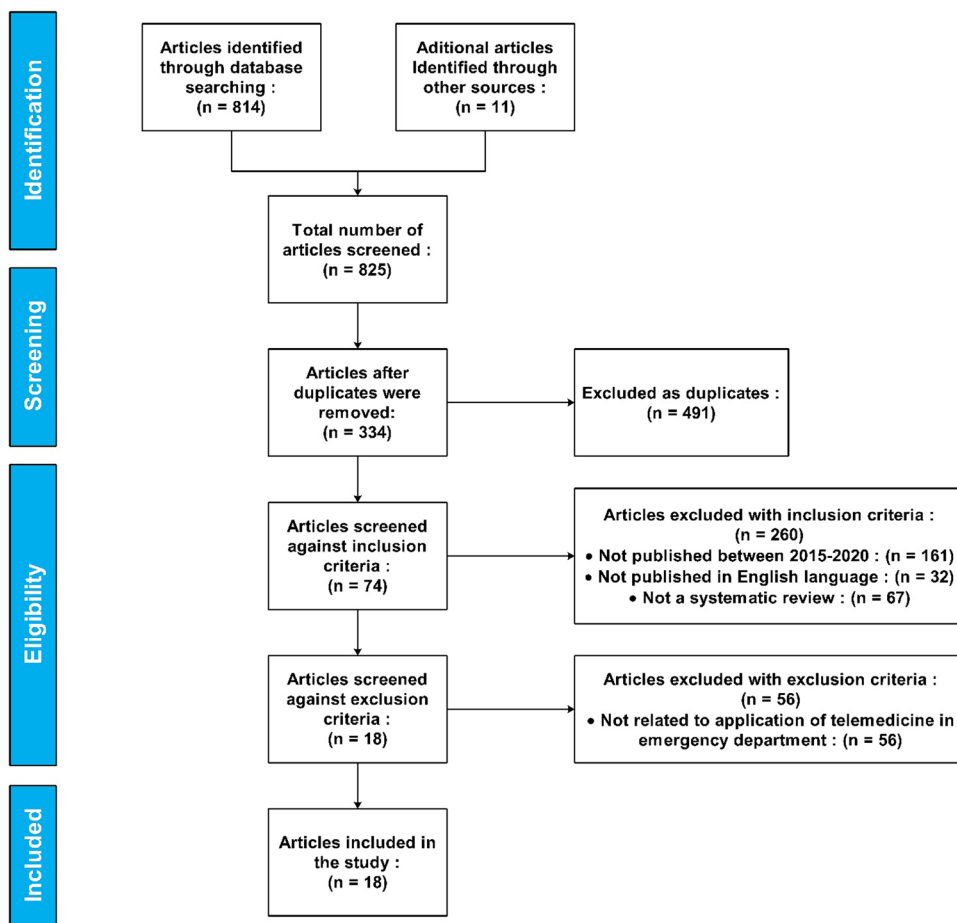 Identification
Articles identified
through database
searching :
(n = 814)
Aditional articles
Identified through
other sources :
(n = 11)
Total number of
articles screened :
(n = 825)
Screening
Articles after
duplicates were
removed:
(n = 334)
Excluded as duplicates :
(n = 491)
Eligibility
Articles screened
against inclusion
criteria :
(n = 74)
Articles excluded with inclusion criteria :
(n = 260)
• Not published between 2015-2020 : (n = 161)
• Not published in English language : (n = 32)
• Not a systematic review : (n = 67)
Articles screened
against exclusion
criteria :
(n = 18)
Articles excluded with exclusion criteria :
(n = 56)
• Not related to application of telemedicine in
emergency department : (n = 56)
Included
Articles included in
the study :
(n = 18)